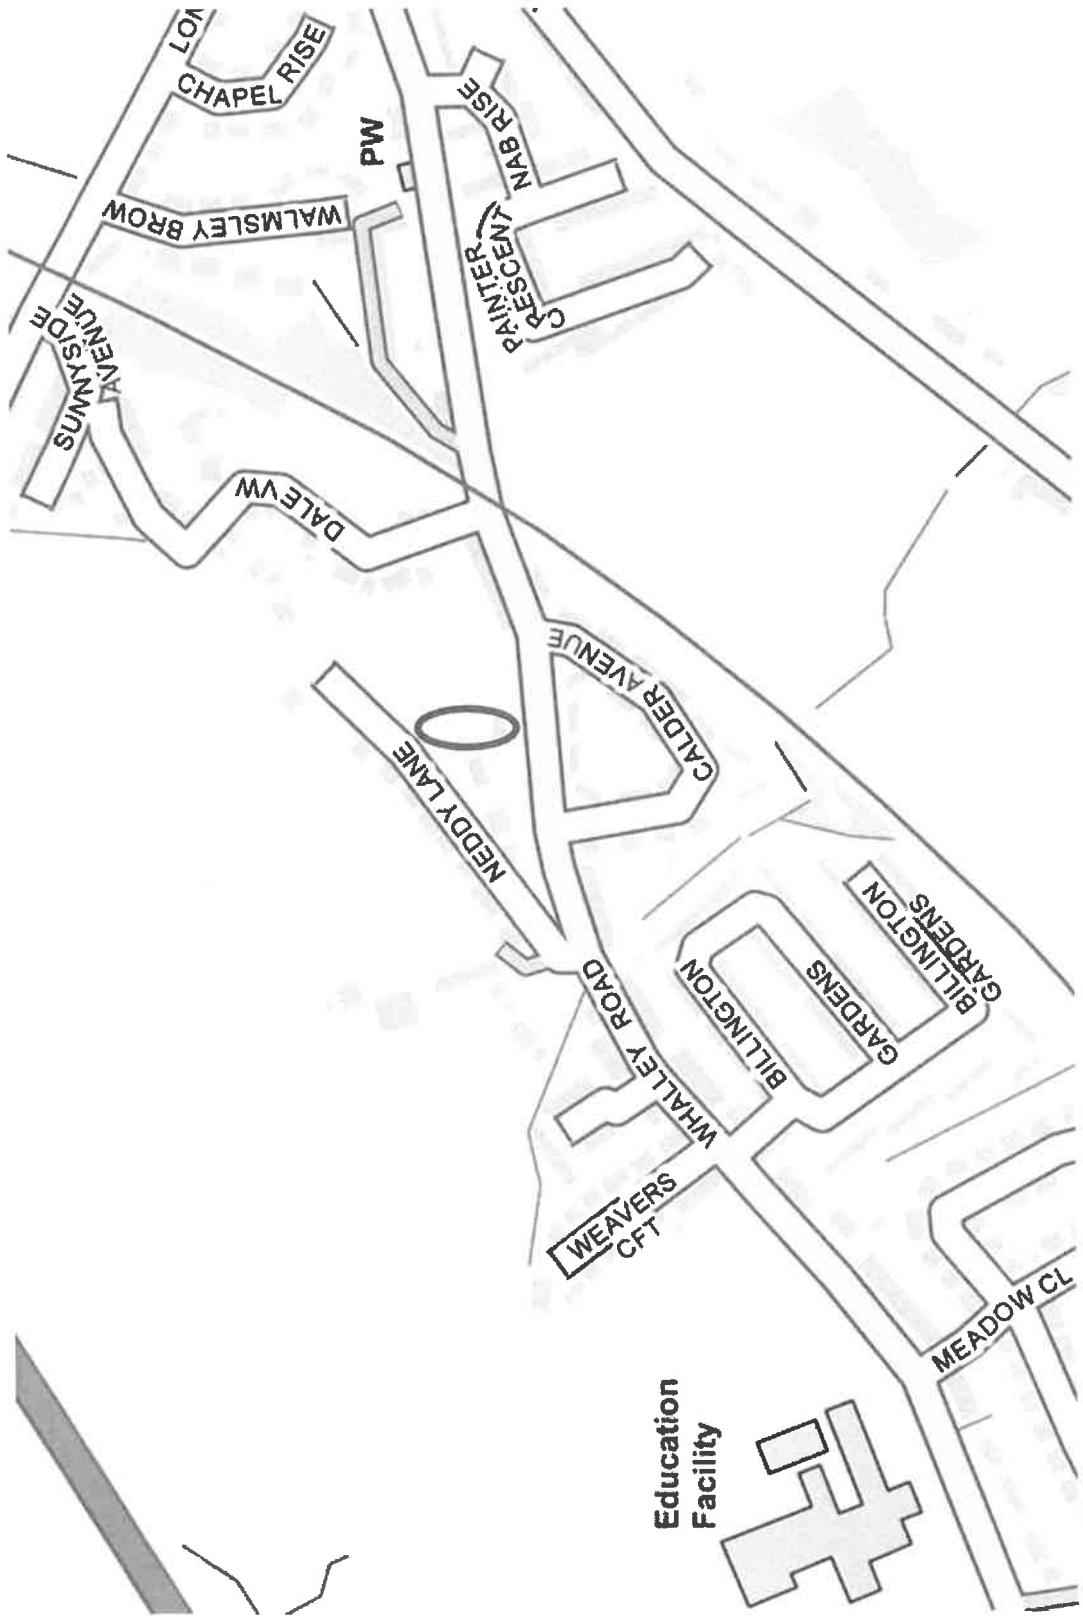 LON
CHAPEL RISE
PW
NAB RISE
WALMSLEY BROW
PAINTER
CRESCENT
SUNNYSIDE
AVENUE
DALE VW
CALDER AVENUE
NEDDY LANE
WHALLEY ROAD
BILLINGTON
GARDENS
BILLINGTON
GARDENS
WEAVERS
CFT
MEADOW CL
Education
Facility